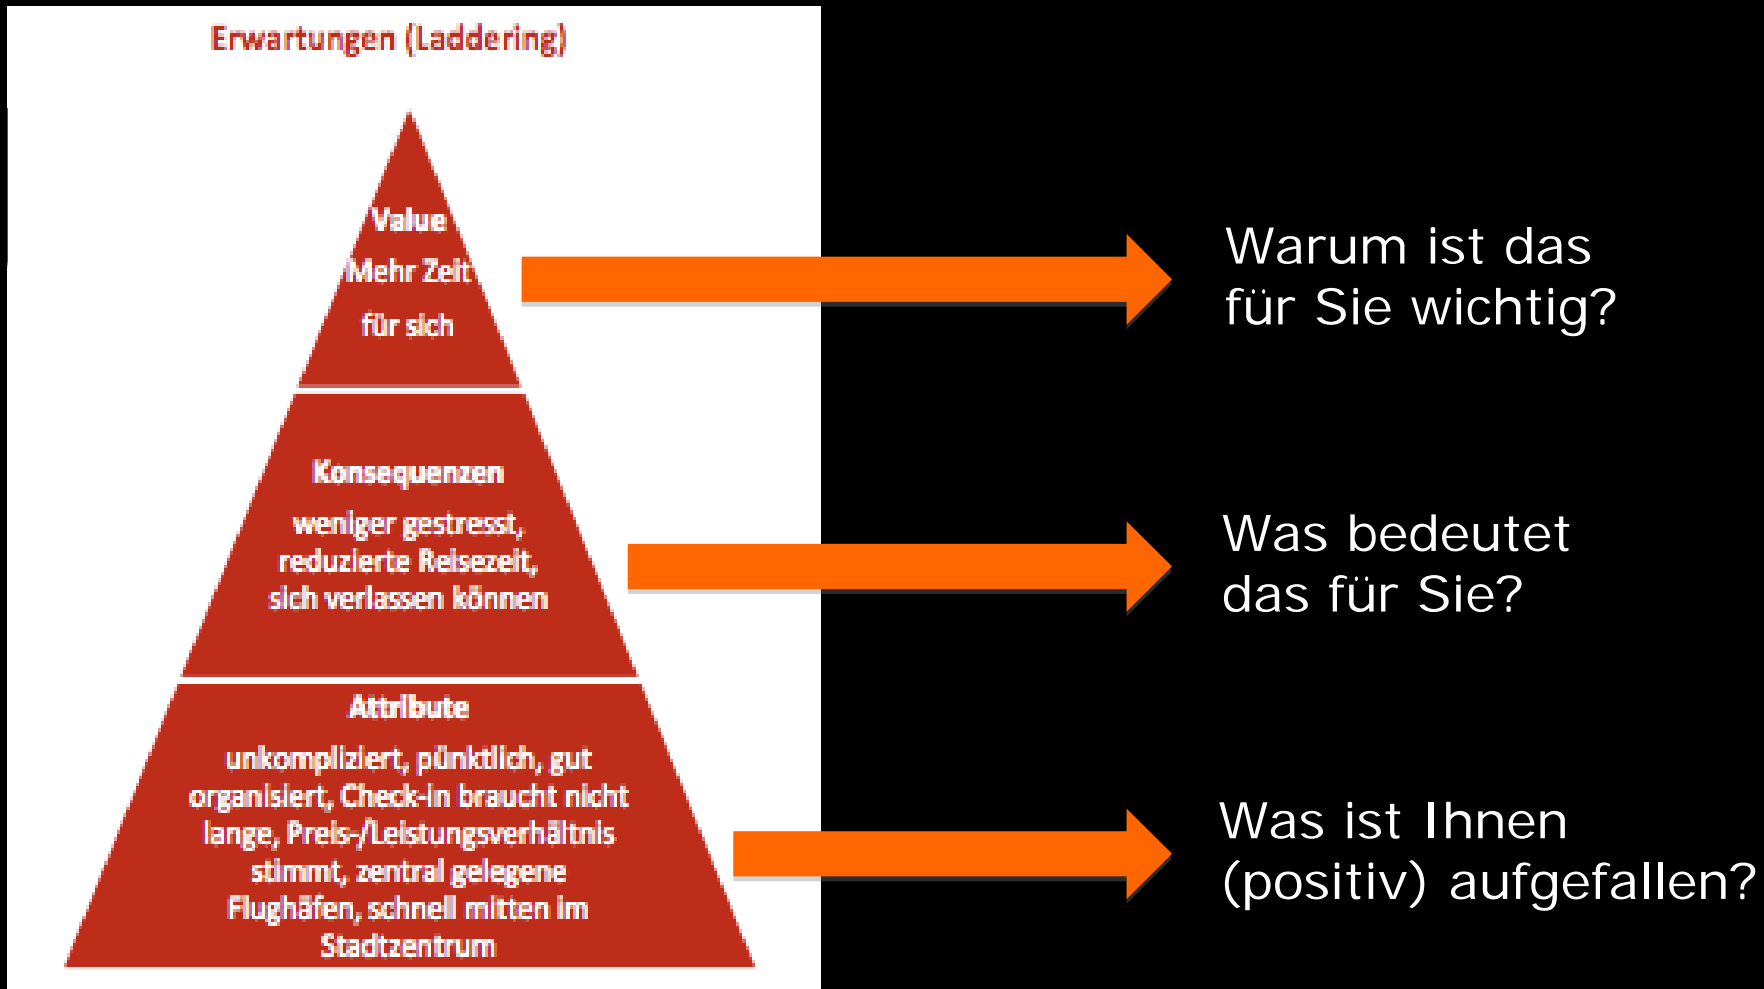 Erwartungen (Laddering)
Value
Mehr Zeit
für sich
Warum ist das
für Sie wichtig?
Konsequenzen
weniger gestresst,
reduzierte Reisezeit,
sich verlassen können
Was bedeutet
das für Sie?
Attribute
unkompliziert, pünktlich, gut
organisiert, Check-in braucht nicht
lange, Preis-/Leistungsverhältnis
stimmt, zentral gelegene
Flughäfen, schnell mitten im
Stadtzentrum
Was ist Ihnen
(positiv) aufgefallen?